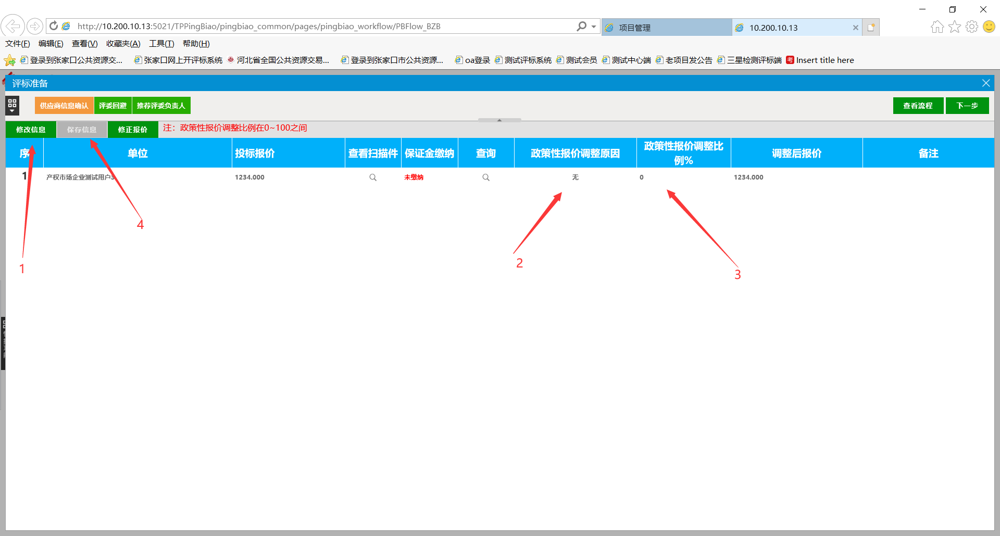 http://10.200.10.13:5021/TPPingBiao/pingbiao_common/pages/pingbiao_workflow/PBFlow_BZB
项目管理
10.200.10.13
文件(F) 编辑(E) 查看(V) 收藏夹(A) 工具(T) 帮助(H)
登录到张家口公共资源交... 张家口网上开评标系统 河北省全国公共资源交易... 登录到张家口市公共资源... oa登录 测试评标系统 测试会员 测试中心端 老项目发公告 三星检测评标端 考 Insert title here
评标准备
供应商信息确认 评委回避 推荐评委负责人 查看流程 下一步
修改信息 保存信息 修正报价 注：政策性报价调整比例在0~100之间
序 单位 投标报价 查看扫描件 保证金缴纳 查询 政策性报价调整原因 政策性报价调整比例% 调整后报价 备注
1 产权市场企业测试用户3 1234.000 未缴纳 无 0 1234.000
4
1
2
3